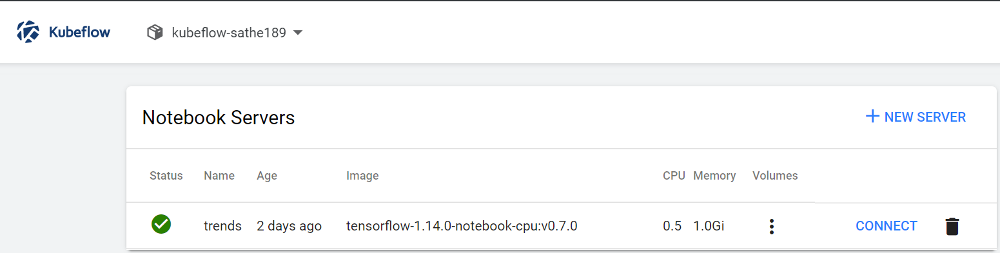 Kubeflow kubeflow-sathe189
Notebook Servers NEW SERVER
Status Name Age Image CPU Memory Volumes
trends 2 days ago tensorflow-1.14.0-notebook-cpu:v0.7.0 0.5 1.0Gi CONNECT